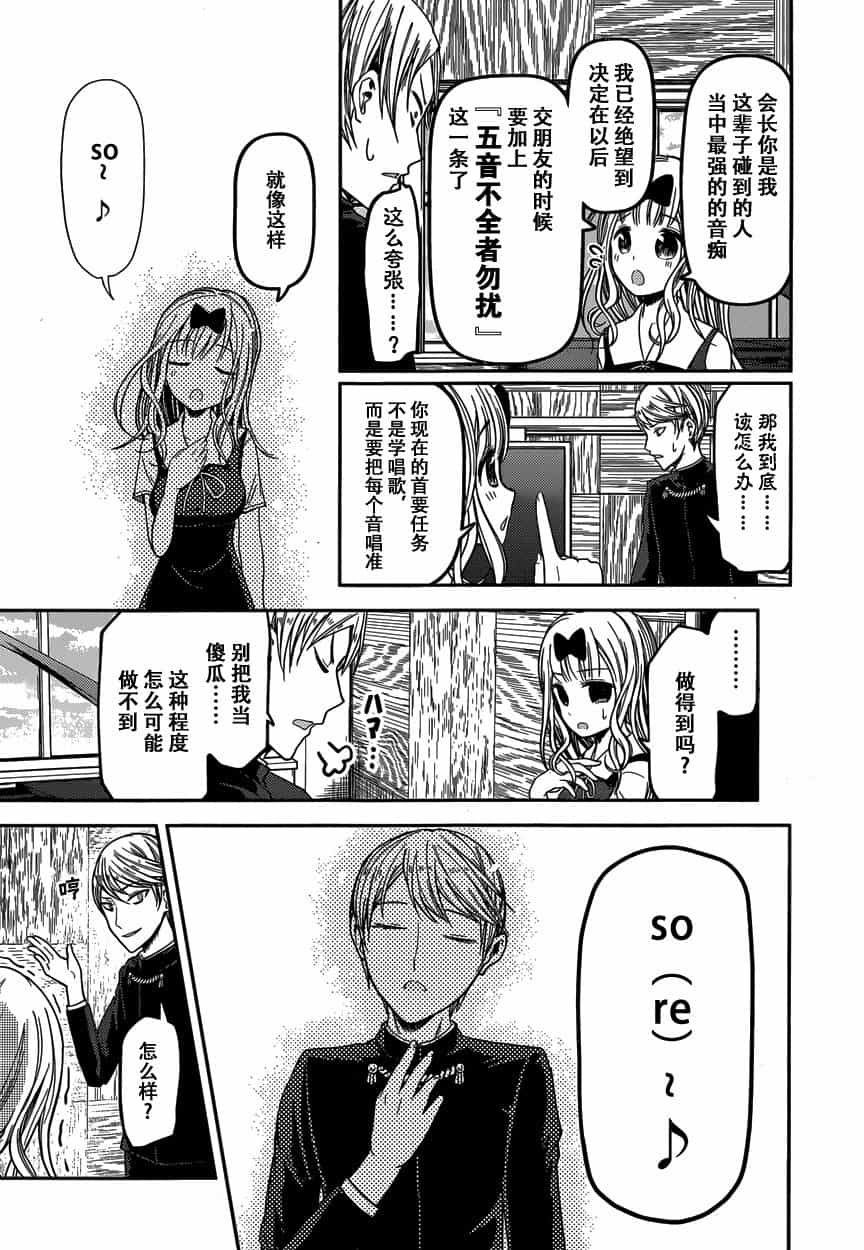 会长你是我
这辈子碰到的人
当中最强的的音痴
我已经绝望到
决定在以后
交朋友的时候
要加上
『五音不全者勿扰』
这一条了
这么夸张……?
那我到底……
该怎么办……
你现在的首要任务
不是学唱歌,
而是要把每个音唱准
就像这样
so~♪
………
做得到吗?
ハァ…
别把我当
傻瓜……
这种程度
怎么可能
做不到
so(re)~♪
哼
怎么样?